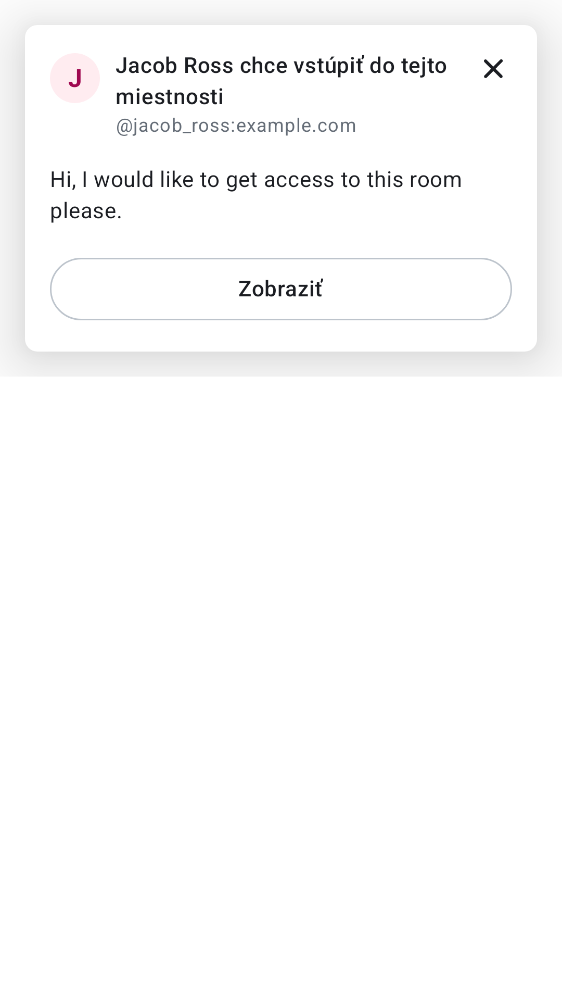 J
Jacob Ross chce vstúpiť do tejto
miestnosti
@jacob_ross:example.com
Hi, I would like to get access to this room
please.
Zobraziť